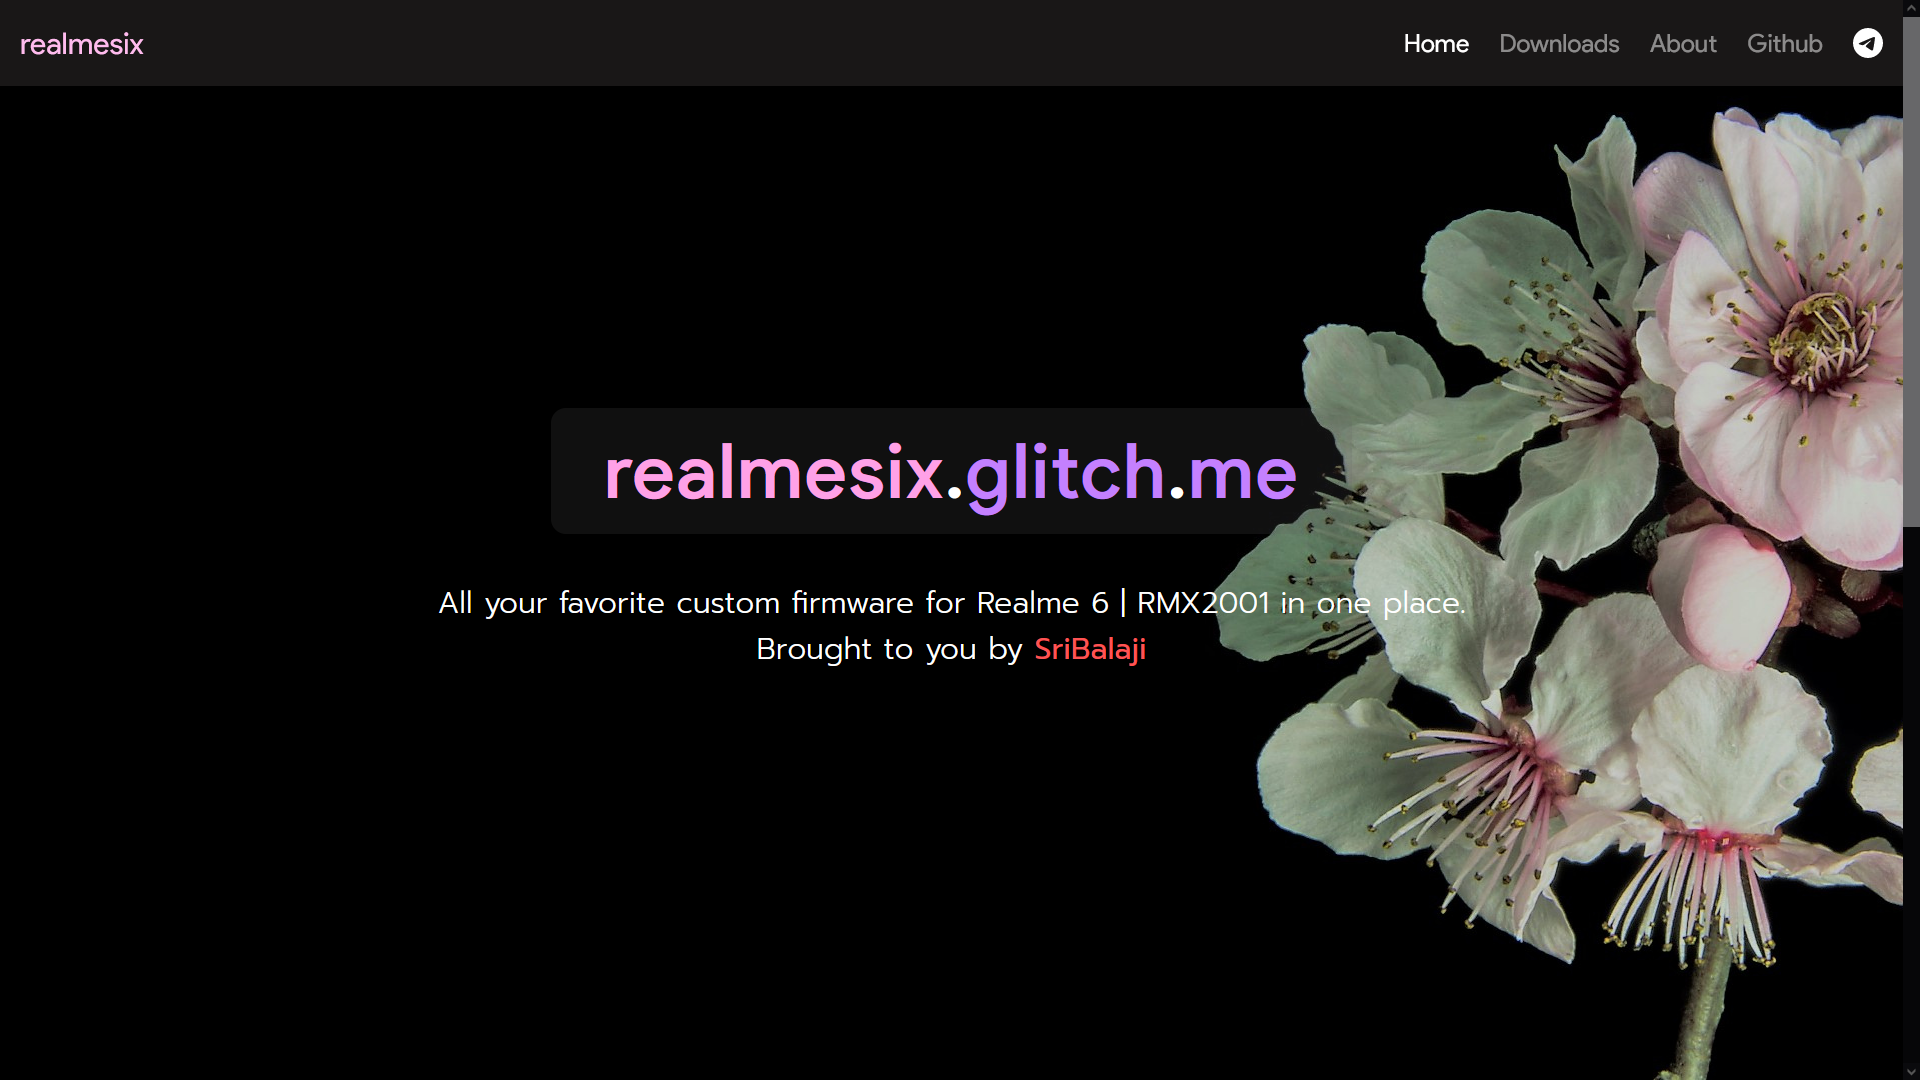 realmesix
Home Downloads About Github
realmesix.glitch.me
All your favorite custom firmware for Realme 6 | RMX2001 in one place.
Brought to you by SriBalaji